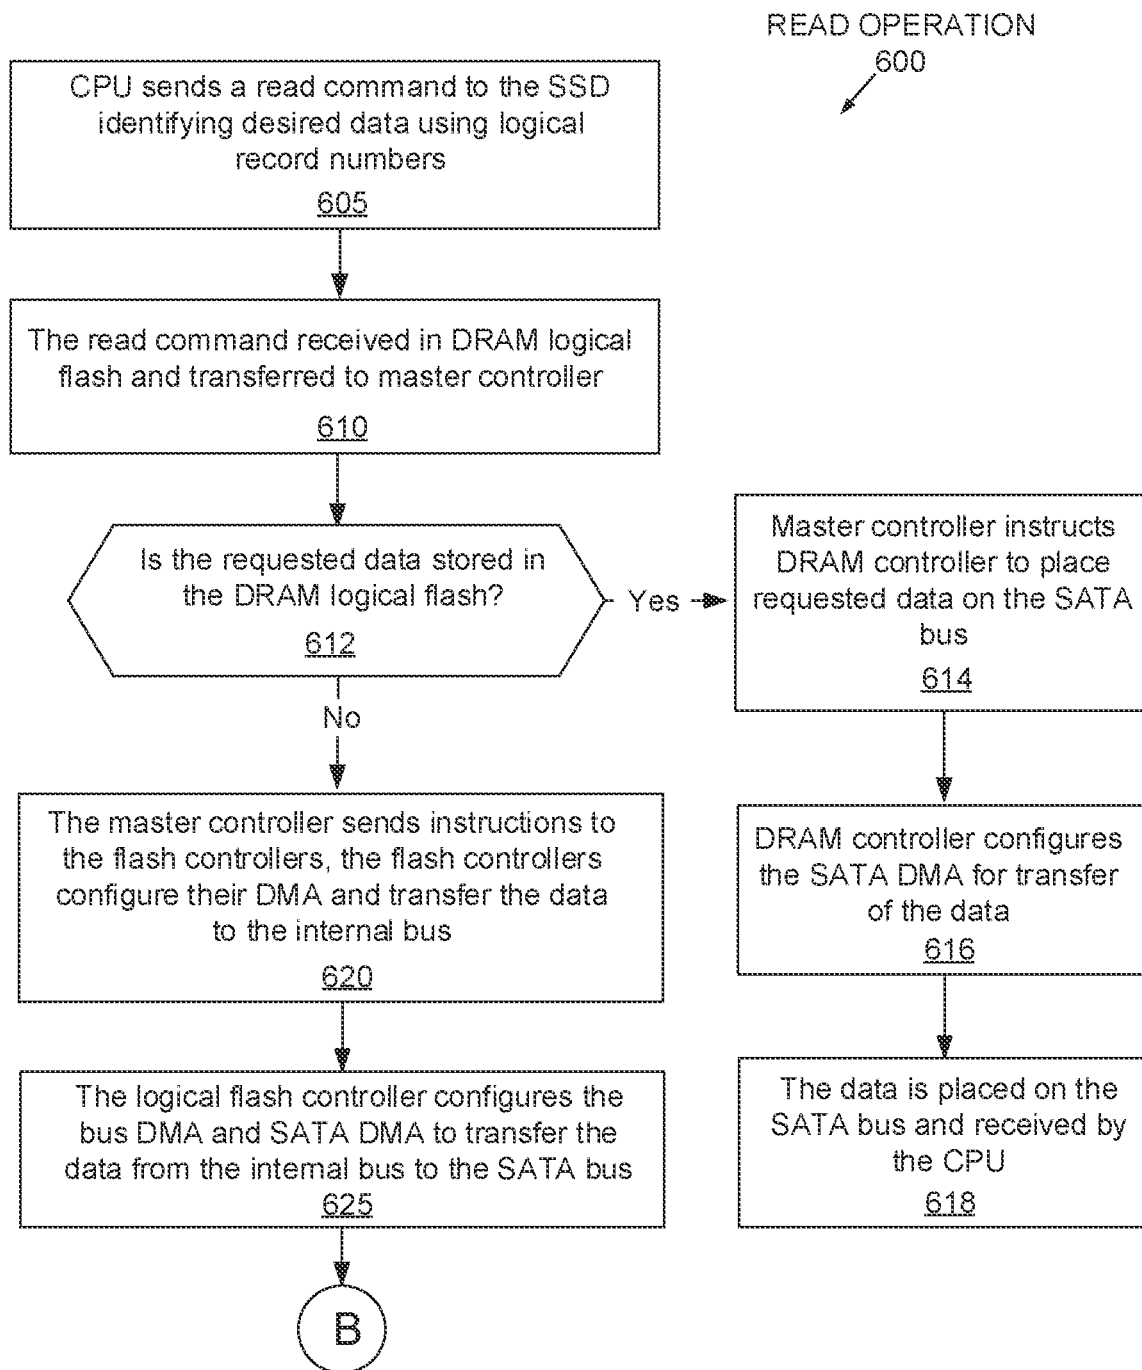 READ OPERATION
600
CPU sends a read command to the SSD
identifying desired data using logical
record numbers
605
The read command received in DRAM logical
flash and transferred to master controller
610
Is the requested data stored in
the DRAM logical flash?
612
Yes
No
Master controller instructs
DRAM controller to place
requested data on the SATA
bus
614
DRAM controller configures
the SATA DMA for transfer
of the data
616
The data is placed on the
SATA bus and received by
the CPU
618
The master controller sends instructions to
the flash controllers, the flash controllers
configure their DMA and transfer the data
to the internal bus
620
The logical flash controller configures the
bus DMA and SATA DMA to transfer the
data from the internal bus to the SATA bus
625
B